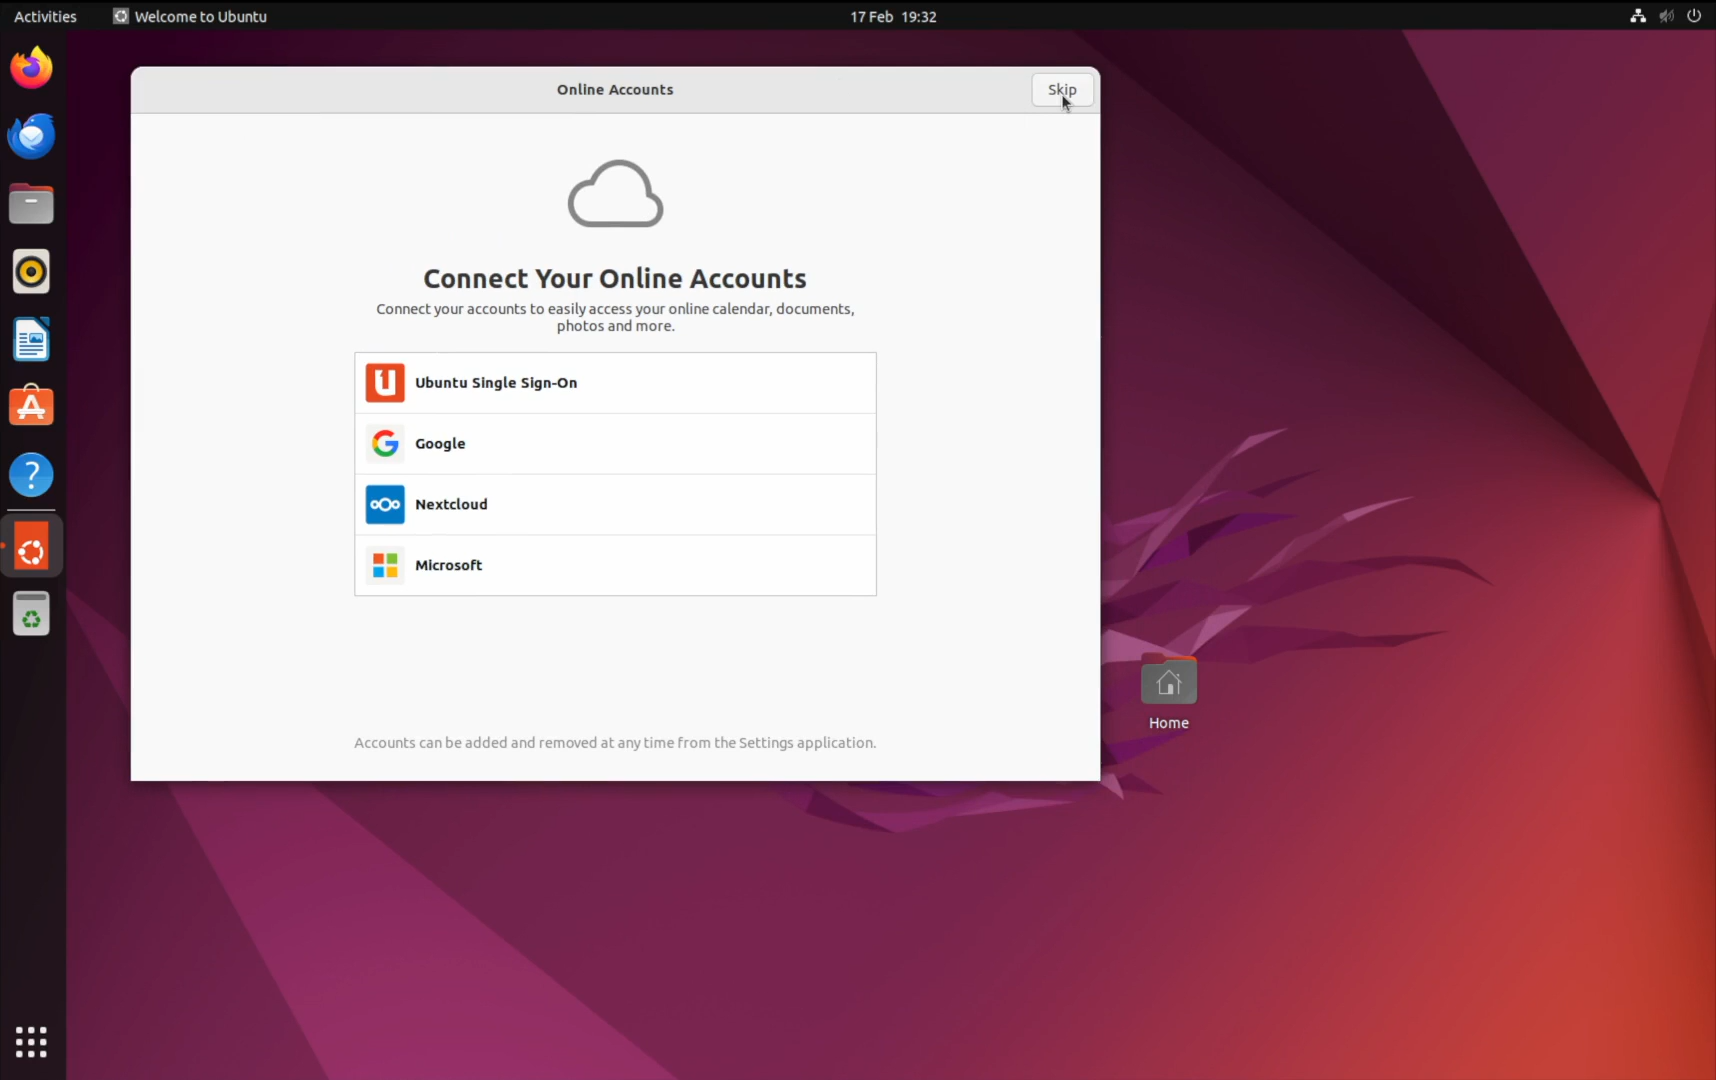 Activities
Welcome to Ubuntu
17 Feb 19:32
Online Accounts
Skip
Connect Your Online Accounts
Connect your accounts to easily access your online calendar, documents,
photos and more.
Ubuntu Single Sign-On
Google
Nextcloud
Microsoft
Accounts can be added and removed at any time from the Settings application.
Home